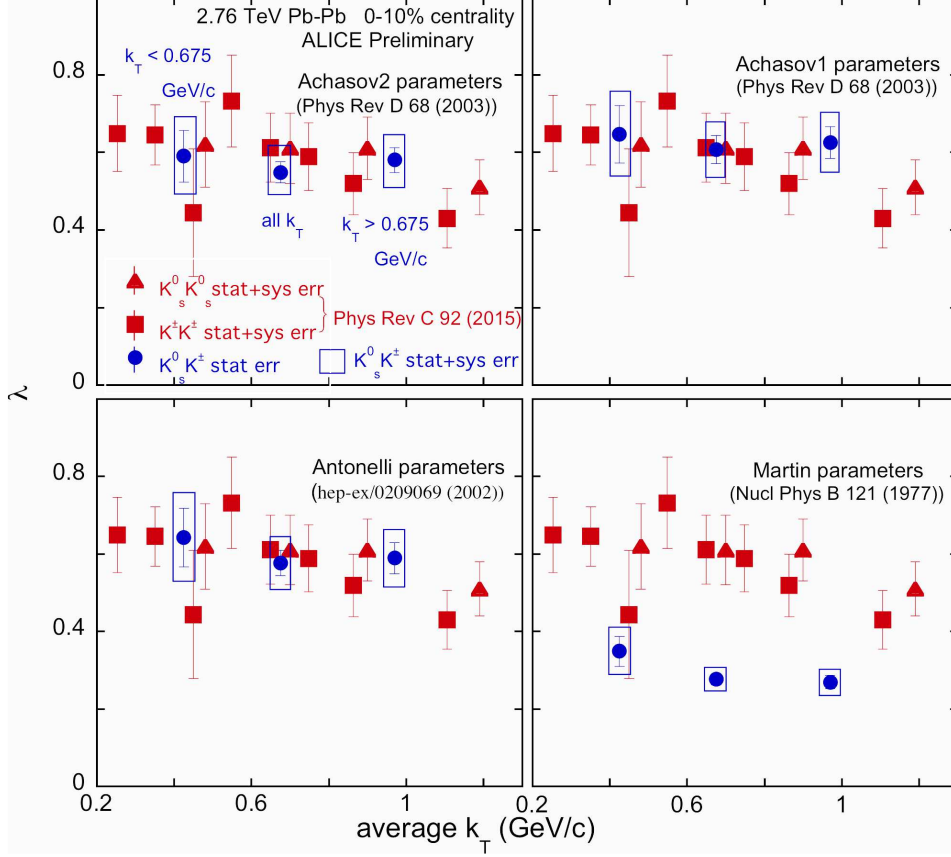 2.76 TeV Pb-Pb 0-10% centrality
ALICE Preliminary
k_T < 0.675
GeV/c
Achasov2 parameters
(Phys Rev D 68 (2003))
all k_T
k_T > 0.675
GeV/c
K⁰ₛK⁰ₛ stat+sys err
K±K± stat+sys err
} Phys Rev C 92 (2015)
K⁰ₛK± stat err
K⁰ₛK± stat+sys err
0.8
0.4
0
Achasov1 parameters
(Phys Rev D 68 (2003))
λ
Antonelli parameters
(hep-ex/0209069 (2002))
0.8
0.4
0
Martin parameters
(Nucl Phys B 121 (1977))
0.2 0.6 1 0.2 0.6 1
average k_T (GeV/c)